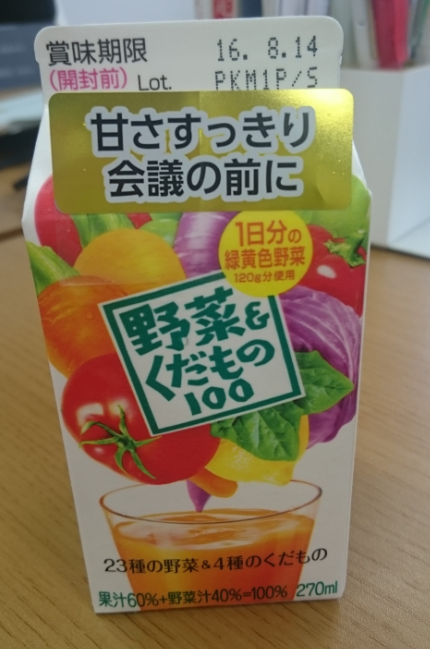 賞味期限 16. 8.14
(開封前) Lot. PKM1P/S
甘さすっきり
会議の前に
1日分の
緑黄色野菜
120g分使用
野菜&
くだもの
100
23種の野菜&4種のくだもの
果汁60%+野菜汁40%=100% 270ml